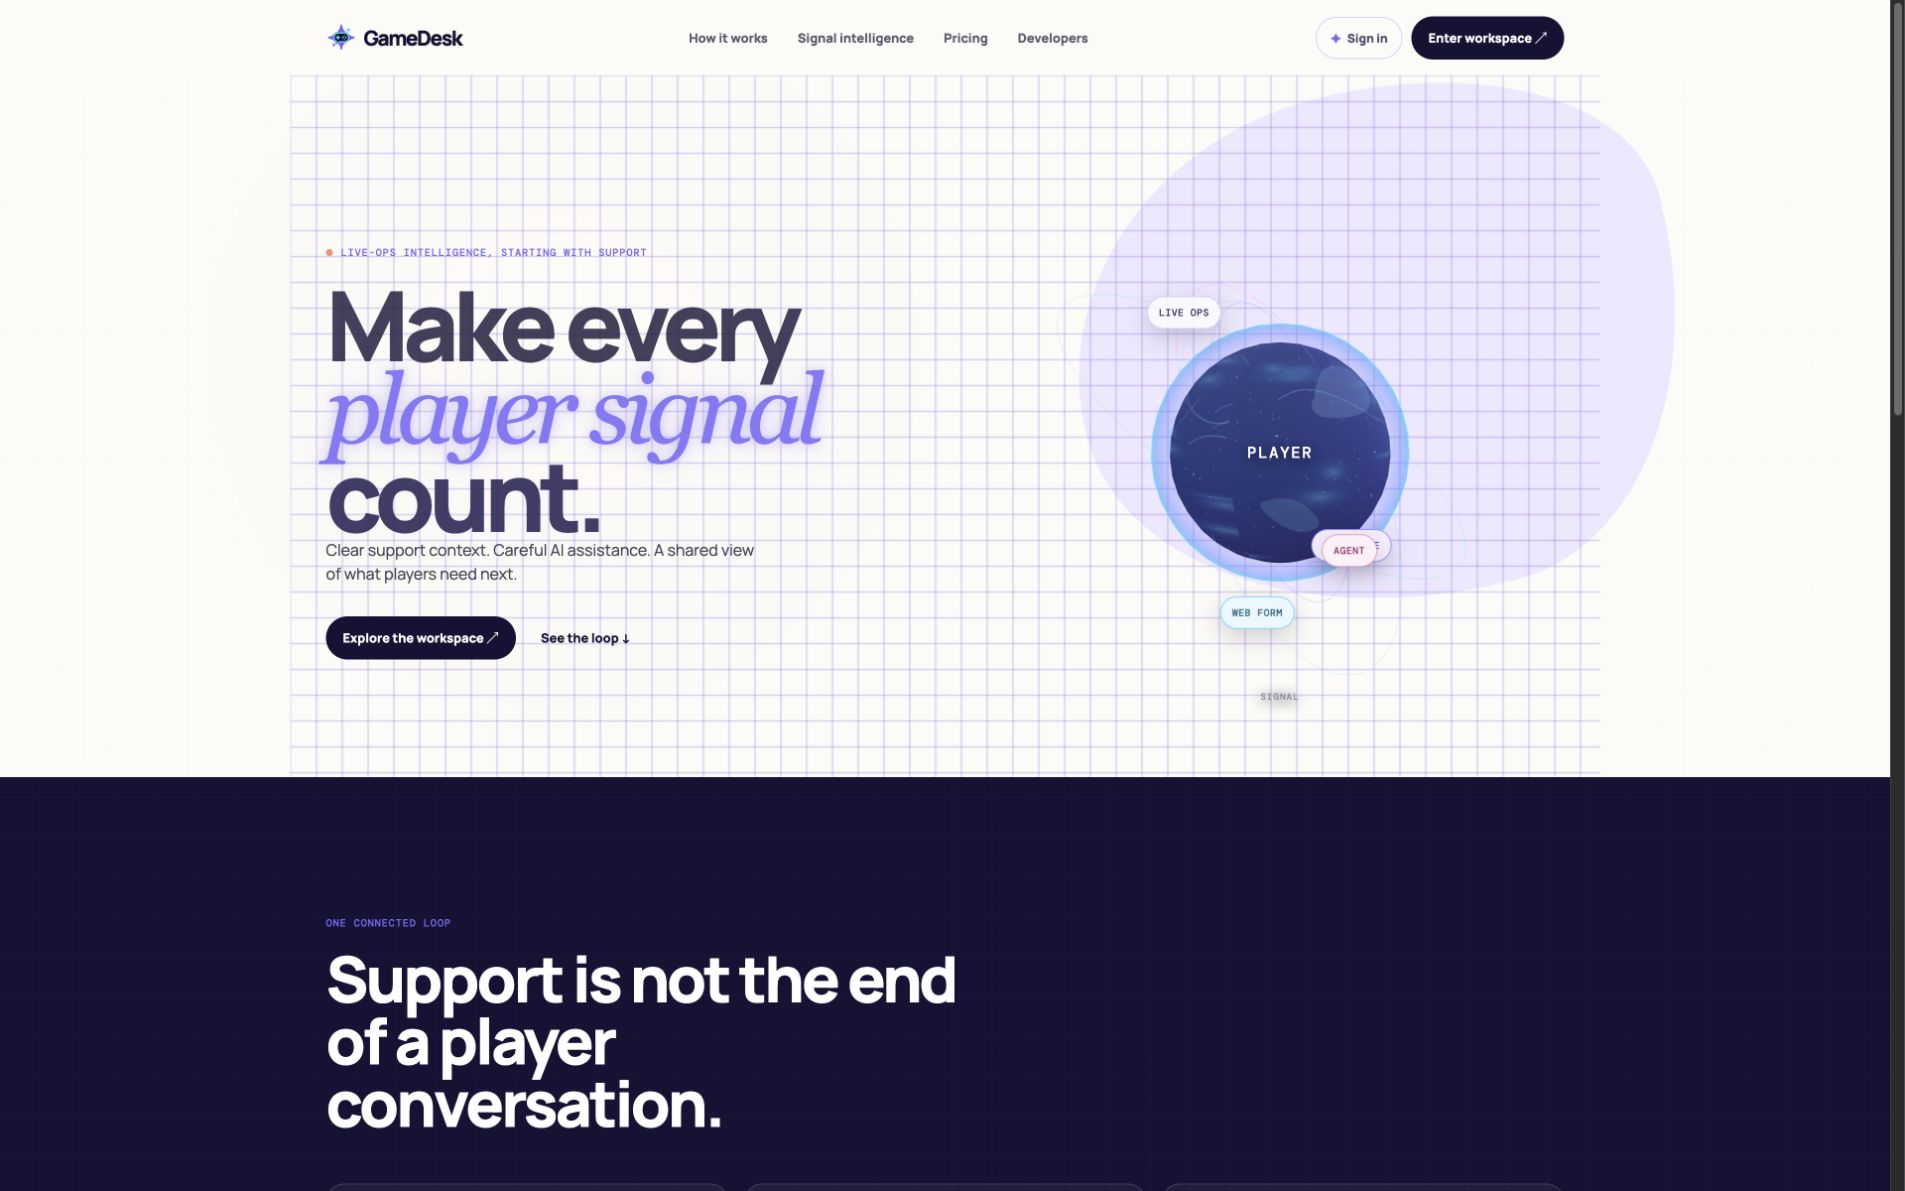 GameDesk
How it works
Signal intelligence
Pricing
Developers
Sign in
Enter workspace ↗
LIVE-OPS INTELLIGENCE, STARTING WITH SUPPORT
Make every
player signal
count.
Clear support context. Careful AI assistance. A shared view
of what players need next.
Explore the workspace ↗
See the loop ↓
LIVE OPS
PLAYER
AGENT
WEB FORM
SIGNAL
ONE CONNECTED LOOP
Support is not the end
of a player
conversation.